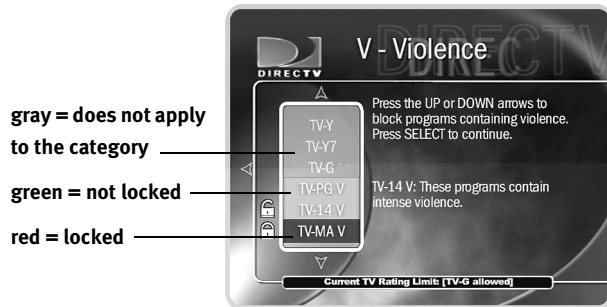 DIRECTV
V - Violence
gray = does not apply
to the category
green = not locked
red = locked
TV-Y
TV-Y7
TV-G
TV-PG V
TV-14 V
TV-MA V
Press the UP or DOWN arrows to
block programs containing violence.
Press SELECT to continue.
TV-14 V: These programs contain
intense violence.
Current TV Rating Limit: [TV-G allowed]